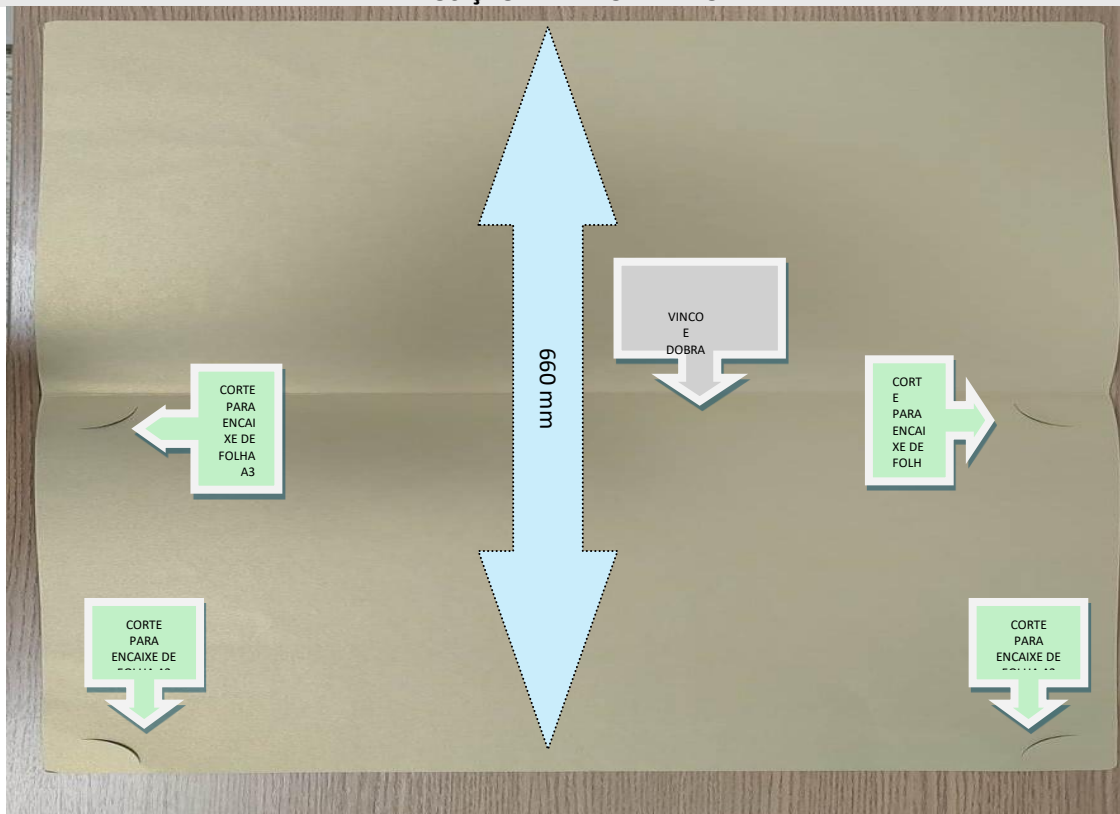 VINCO
E
DOBRA
660 mm
CORTE
PARA
ENCAI
XE DE
FOLHA
A3
CORT
E
PARA
ENCAI
XE DE
FOLH
CORTE
PARA
ENCAIXE DE
CORTE
PARA
ENCAIXE DE